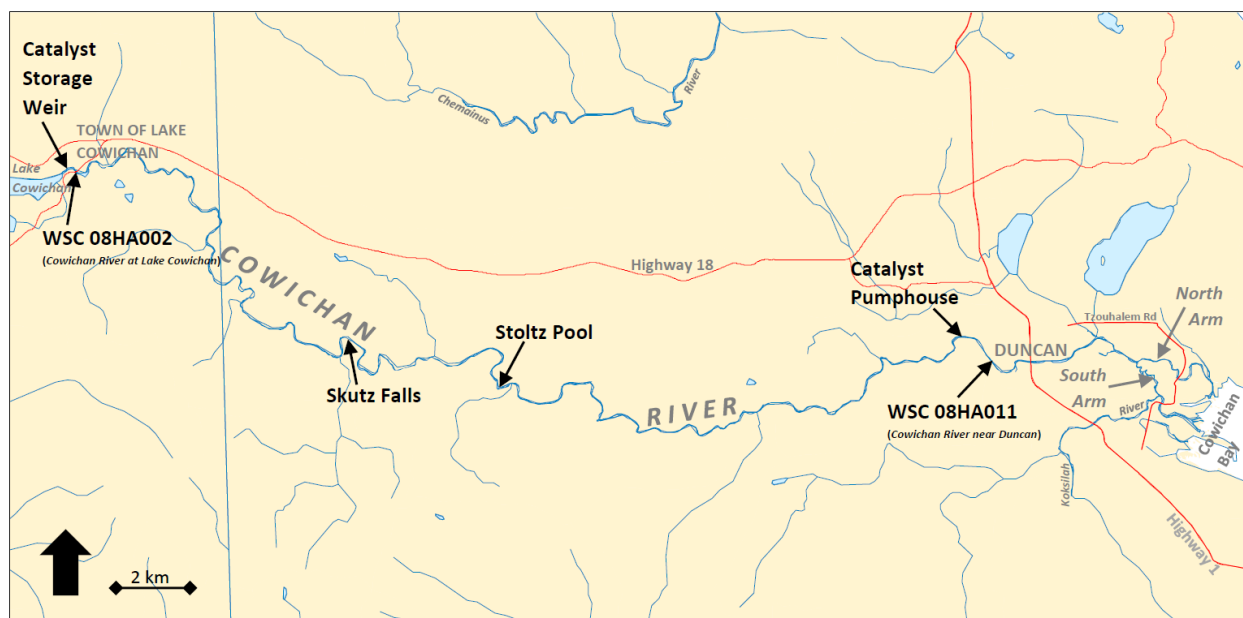 Catalyst
Storage
Weir
TOWN OF LAKE
COWICHAN
Lake
Cowichan
WSC 08HA002
(Cowichan River at Lake Cowichan)
Chemainus
River
COWICHAN
Highway 18
Skutz Falls
Stoltz Pool
RIVER
Catalyst
Pumphouse
DUNCAN
WSC 08HA011
(Cowichan River near Duncan)
Tzouhalem Rd
North
Arm
South
Arm
River
Koksilah
Cowichan
Bay
Highway 1
2 km